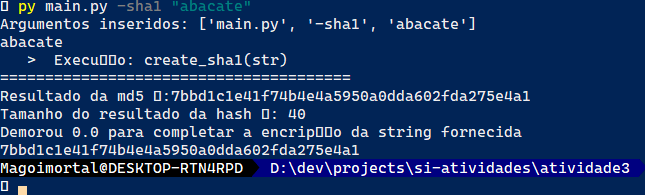 ▯ py main.py -sha1 "abacate"
Argumentos inseridos: ['main.py', '-sha1', 'abacate']
abacate
   >  Execu▯▯o: create_sha1(str)
=======================================
Resultado da md5 ▯:7bbd1c1e41f74b4e4a5950a0dda602fda275e4a1
Tamanho do resultado da hash ▯: 40
Demorou 0.0 para completar a encrip▯▯o da string fornecida
7bbd1c1e41f74b4e4a5950a0dda602fda275e4a1
Magoimortal@DESKTOP-RTN4RPD  D:\dev\projects\si-atividades\atividade3
▯